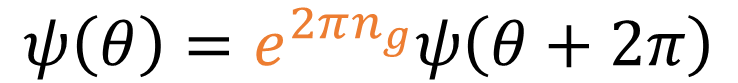 ψ(θ) = e^{2πn_g}ψ(θ + 2π)